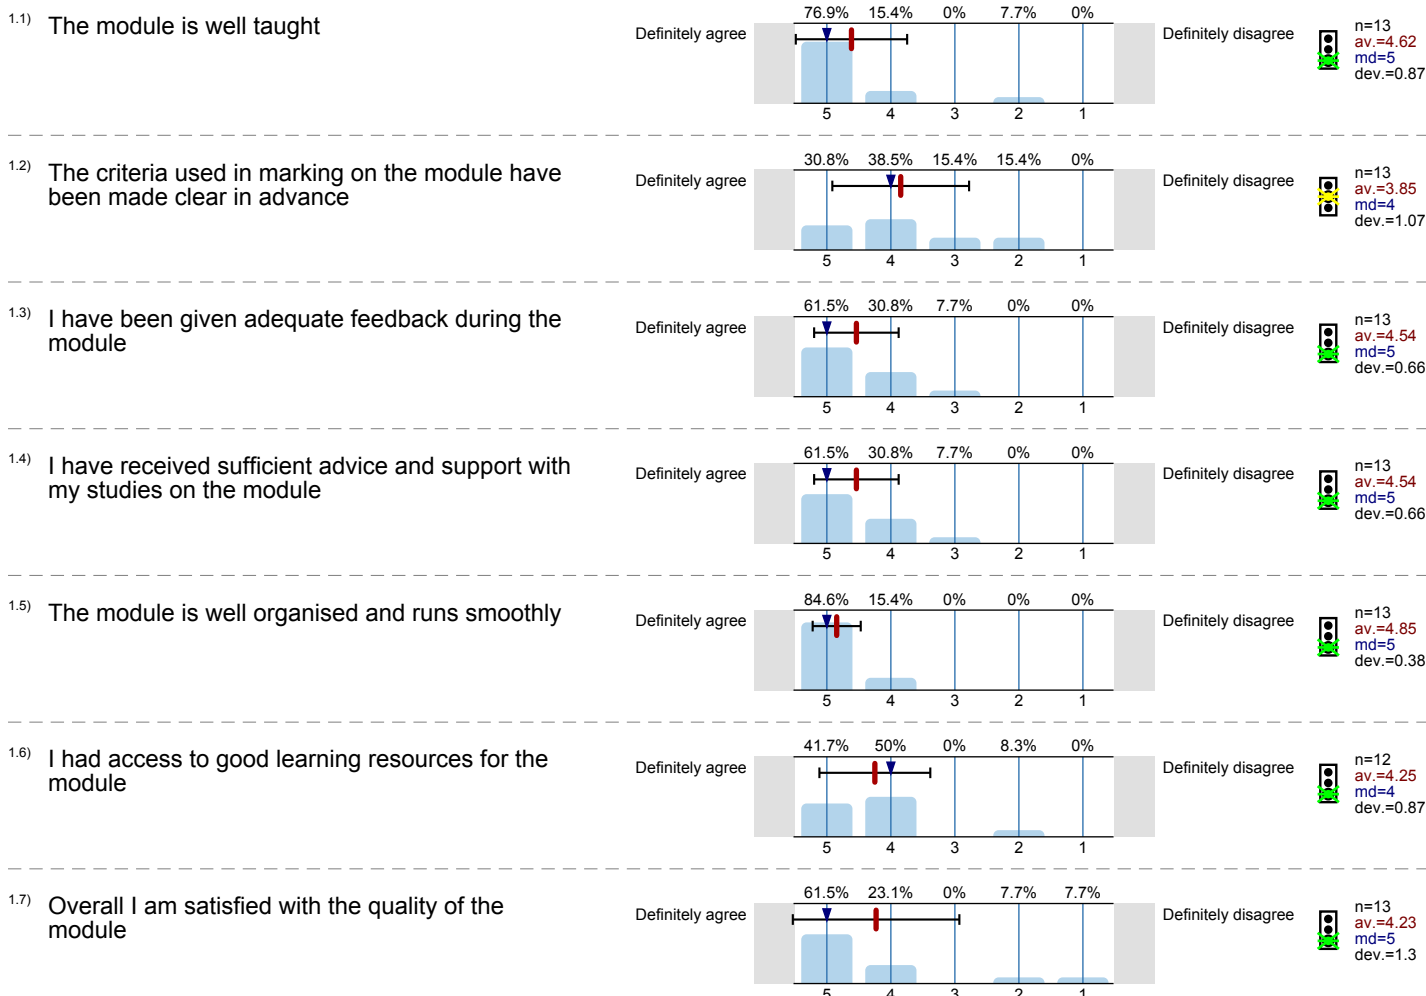 76.9% 15.4% 0% 7.7% 0%
1.1) The module is well taught
Definitely agree
Definitely disagree
n=13
av.=4.62
md=5
dev.=0.87
5 4 3 2 1
30.8% 38.5% 15.4% 15.4% 0%
1.2) The criteria used in marking on the module have
been made clear in advance
Definitely agree
Definitely disagree
n=13
av.=3.85
md=4
dev.=1.07
5 4 3 2 1
61.5% 30.8% 7.7% 0% 0%
1.3) I have been given adequate feedback during the
module
Definitely agree
Definitely disagree
n=13
av.=4.54
md=5
dev.=0.66
5 4 3 2 1
61.5% 30.8% 7.7% 0% 0%
1.4) I have received sufficient advice and support with
my studies on the module
Definitely agree
Definitely disagree
n=13
av.=4.54
md=5
dev.=0.66
5 4 3 2 1
84.6% 15.4% 0% 0% 0%
1.5) The module is well organised and runs smoothly
Definitely agree
Definitely disagree
n=13
av.=4.85
md=5
dev.=0.38
5 4 3 2 1
41.7% 50% 0% 8.3% 0%
1.6) I had access to good learning resources for the
module
Definitely agree
Definitely disagree
n=12
av.=4.25
md=4
dev.=0.87
5 4 3 2 1
61.5% 23.1% 0% 7.7% 7.7%
1.7) Overall I am satisfied with the quality of the
module
Definitely agree
Definitely disagree
n=13
av.=4.23
md=5
dev.=1.3
5 4 3 2 1